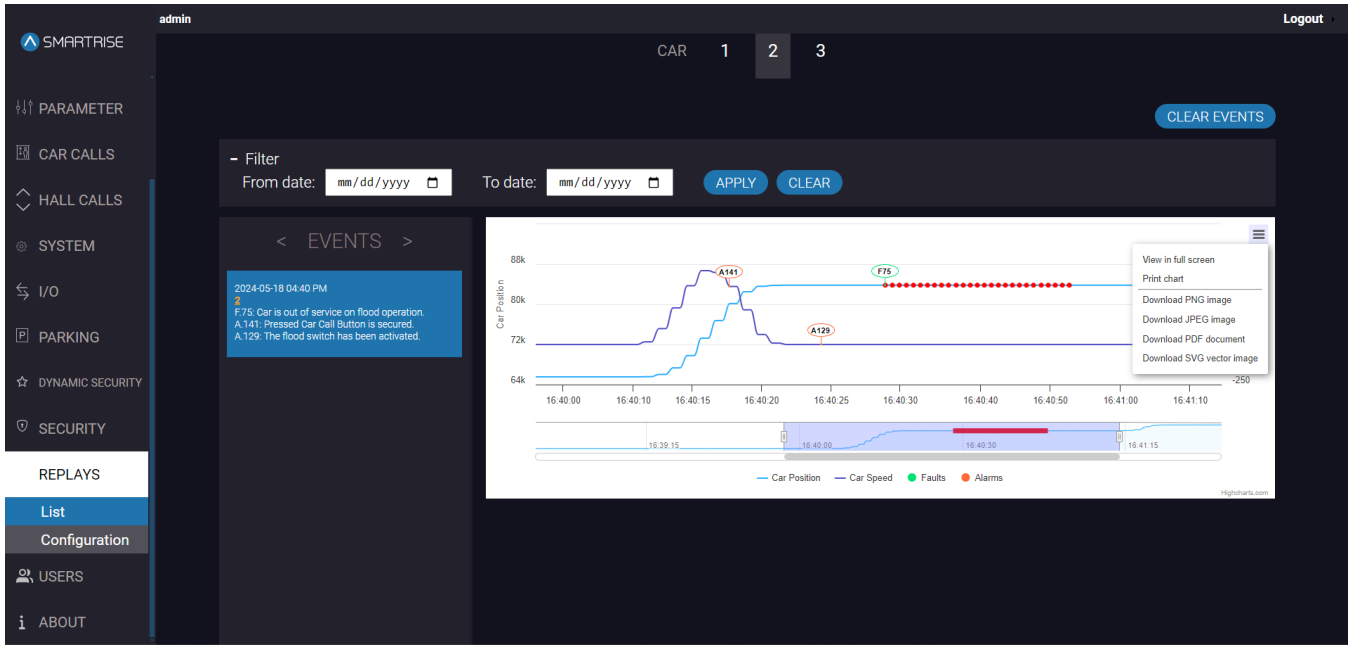 admin
Logout
SMARTRISE
CAR 1 2 3
PARAMETER
CAR CALLS
HALL CALLS
SYSTEM
I/O
P PARKING
DYNAMIC SECURITY
SECURITY
REPLAYS
List
Configuration
USERS
i ABOUT
CLEAR EVENTS
– Filter
From date: mm/dd/yyyy To date: mm/dd/yyyy APPLY CLEAR
< EVENTS >
2024-05-18 04:40 PM
2
F.75: Car is out of service on flood operation.
A.141: Pressed Car Call Button is secured.
A.129: The flood switch has been activated.
Car Position
88k
80k
72k
64k
A141
F75
A129
-250
16:40:00 16:40:10 16:40:15 16:40:20 16:40:25 16:40:30 16:40:40 16:40:50 16:41:00 16:41:10
16:39:15 16:40:00 16:40:30 16:41:15
Car Position Car Speed Faults Alarms
Highcharts.com
View in full screen
Print chart
Download PNG image
Download JPEG image
Download PDF document
Download SVG vector image